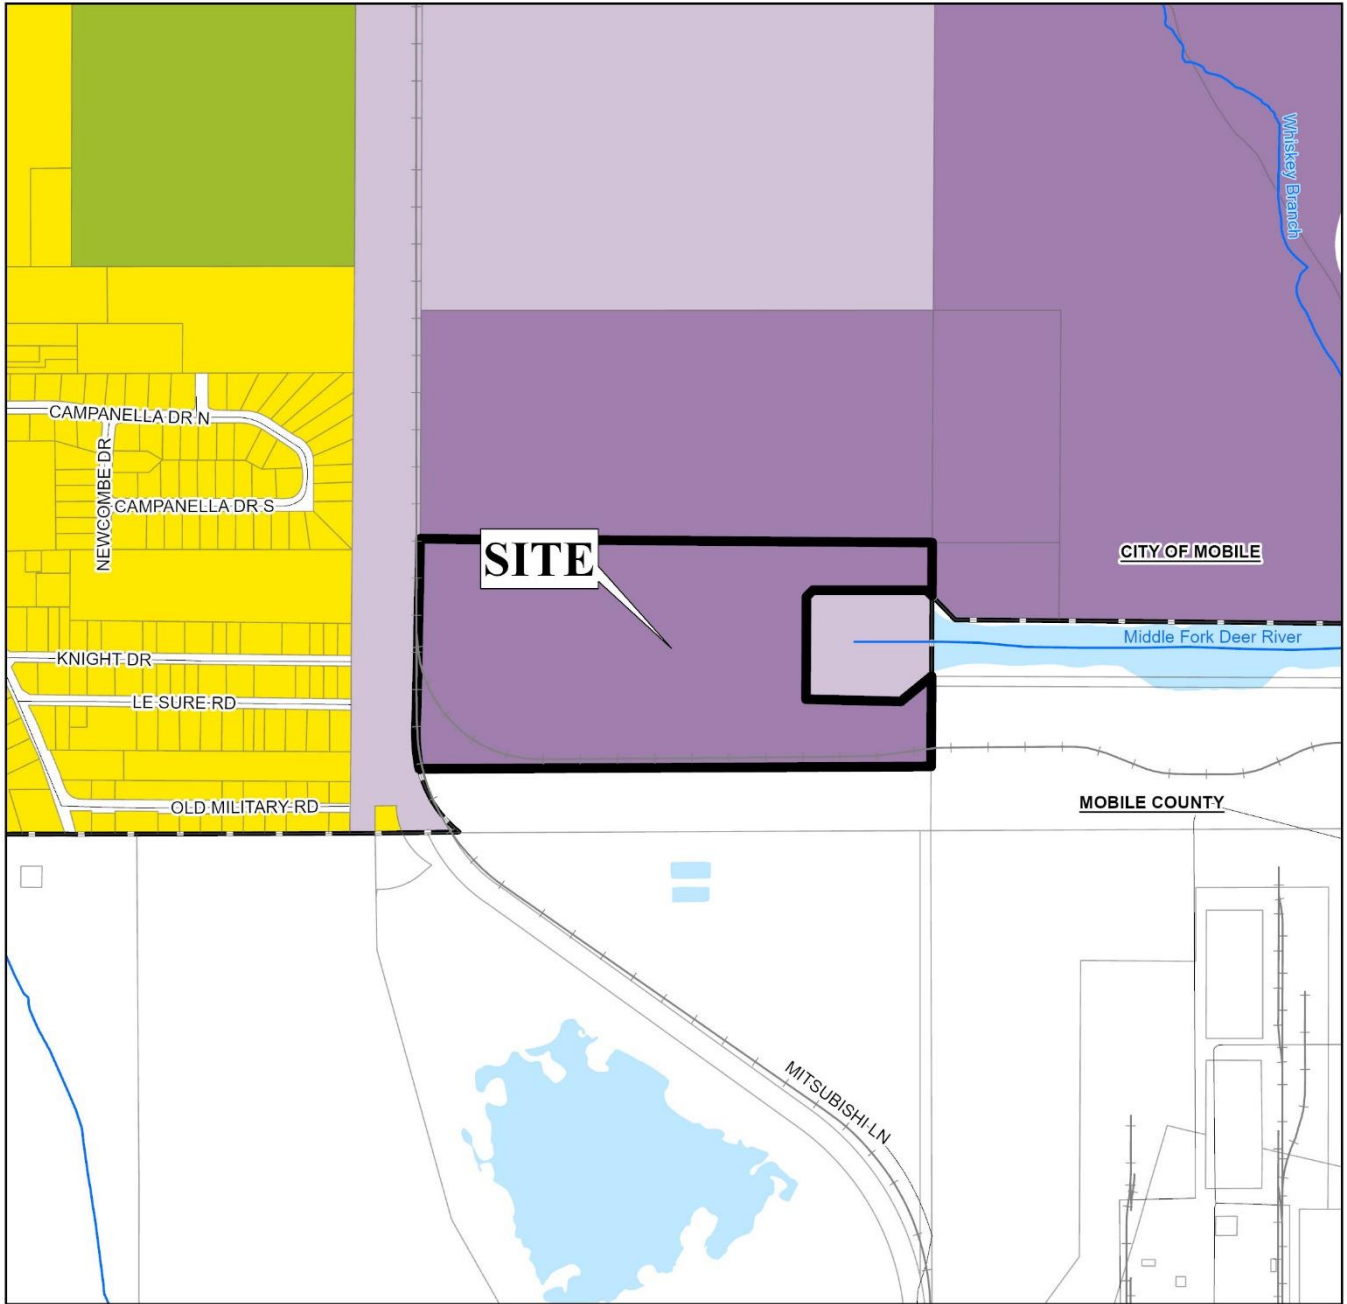 Whiskey Branch
CAMPANELLA DR N
NEWCOMBE DR
CAMPANELLA DR S
SITE
CITY OF MOBILE
Middle Fork Deer River
KNIGHT DR
LE SURE RD
OLD MILITARY RD
MOBILE COUNTY
MITSUBISHI LN